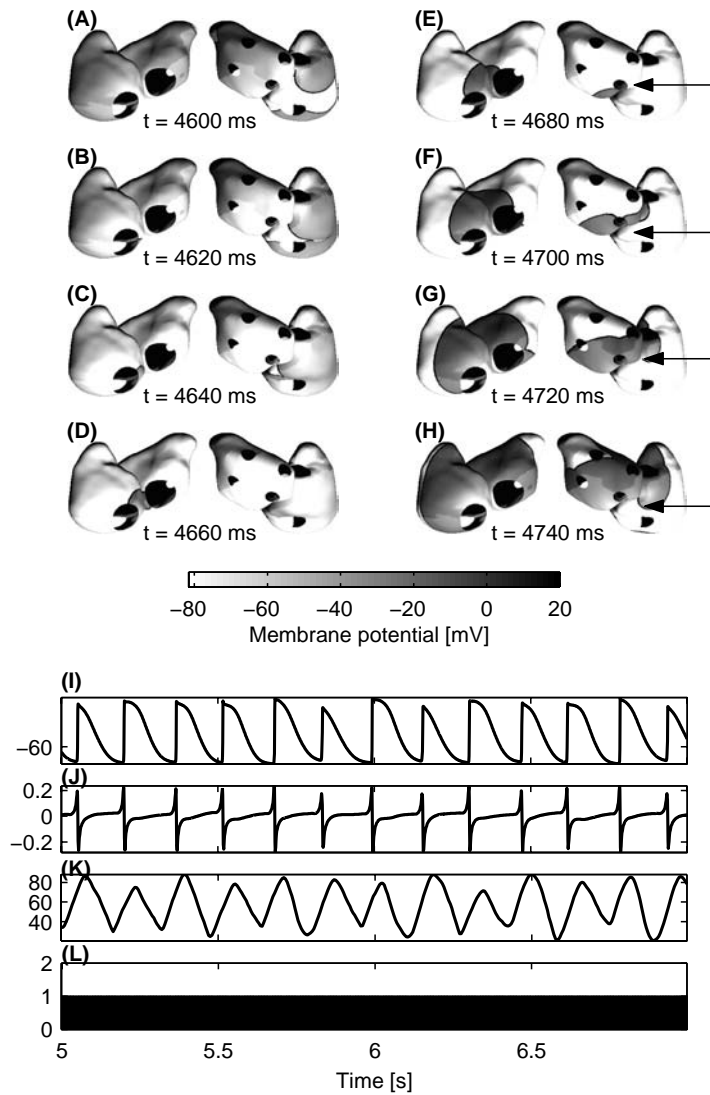 (A)
t = 4600 ms
(B)
t = 4620 ms
(C)
t = 4640 ms
(D)
t = 4660 ms
(E)
t = 4680 ms
(F)
t = 4700 ms
(G)
t = 4720 ms
(H)
t = 4740 ms
−80 −60 −40 −20 0 20
Membrane potential [mV]
(I)
−60
(J)
0.2
0
−0.2
(K)
80
60
40
(L)
2
1
0
5 5.5 6 6.5
Time [s]